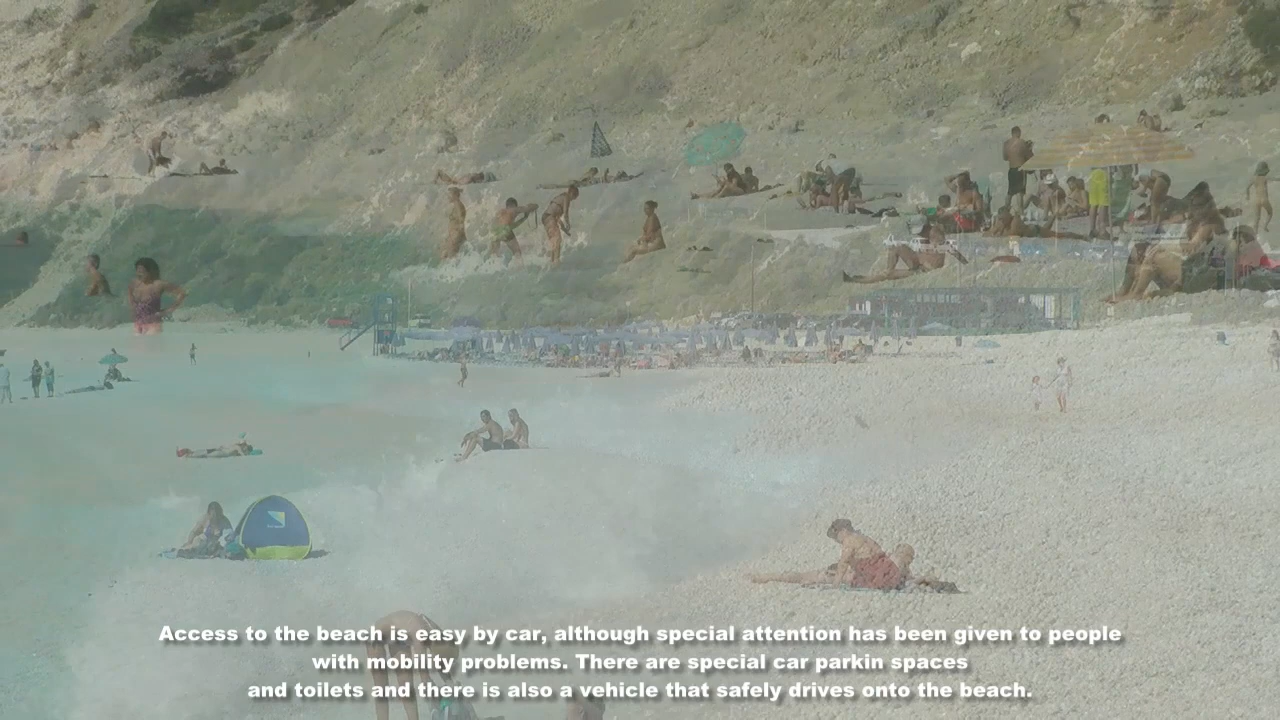 Access to the beach is easy by car, although special attention has been given to people
with mobility problems. There are special car parkin spaces
and toilets and there is also a vehicle that safely drives onto the beach.